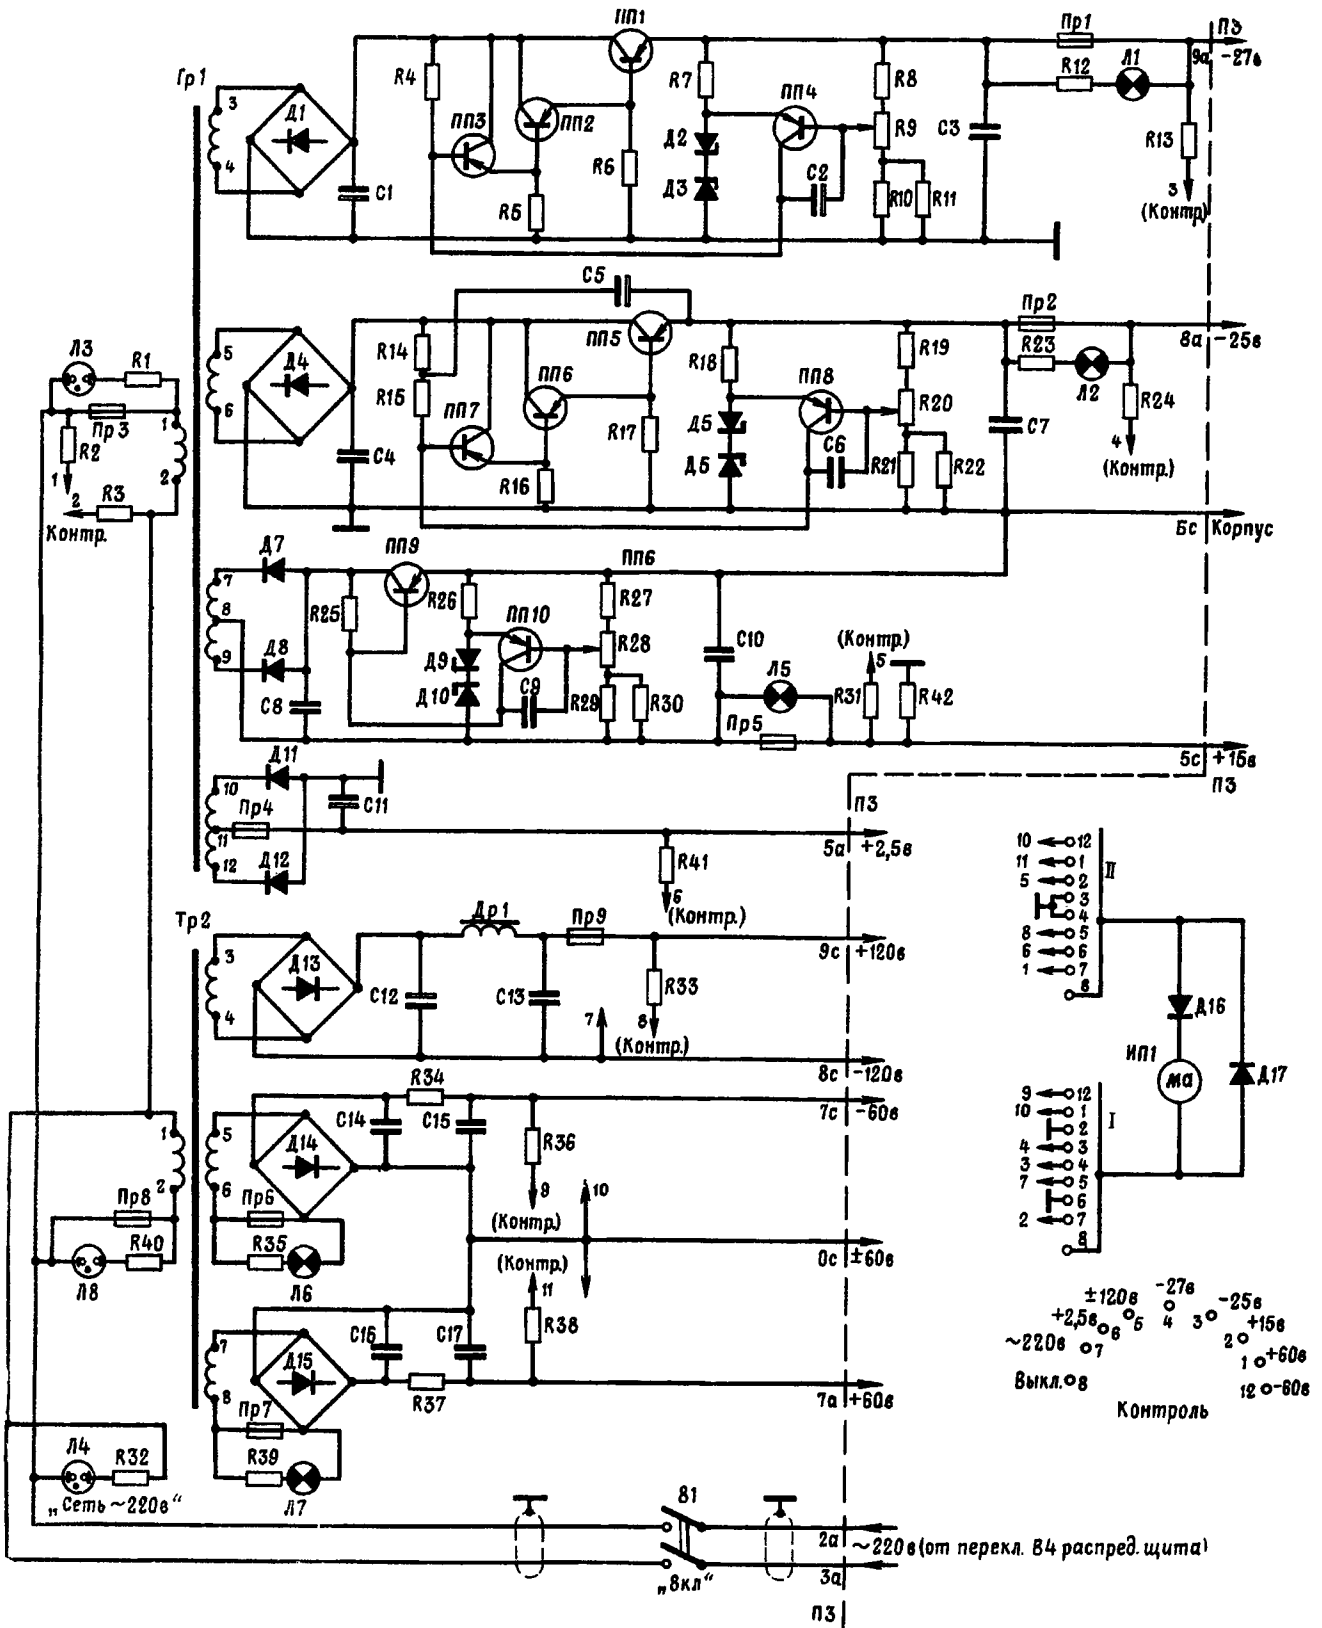 ПП1
Пр1
П3
9а -27в
Гр1
R4
R7
R8
R12
Л1
3
Д1
ПП3
ПП2
ПП4
R9
С3
R13
4
С1
R6
Д2
Д3
С2
R5
R10
R11
3
(Контр)
С5
Пр2
8а -25в
Л3
R1
5
Д4
R14
ПП5
R18
R19
R23
Л2
6
R15
ПП6
ПП8
R20
R24
Пр3
1
ПП7
R17
Д5
С7
4
(Контр.)
R2
С4
Д5
С6
R21
R22
1
2
R16
2
R3
Контр.
Бс Корпус
Д7
ПП9
ПП6
7
R25
R26
ПП10
R27
8
С10
(Контр.)
5
R28
9
Д8
Д9
Л5
R31
R42
С8
Д10
С9
R29
R30
Пр5
Д11
5с +15в
П3
10
Пр4
С11
П3
11
5а +2,5в
12
Д12
R41
6
(Контр.)
10 12
11 1
5 2
3
4
8 5
6 6
1 7
8
II
Тр2
Др1
Пр9
9с +120в
3
Д13
С12
С13
R33
4
7
8
(Контр.)
Д16
ИП1
ма
Д17
8с -120в
R34
7с -60в
9 12
10 1
2
4 3
3 4
7 5
6
2 7
8
I
С14
С15
1
5
Д14
R36
2
6
Пр8
Пр6
9
10
(Контр.)
R40
R35
0с ±60в
Л8
Л6
(Контр.)
11
С16
С17
R38
7
Д15
8
R37
7а +60в
Пр7
Л4
R32
R39
Л7
„Сеть ~220в“
-27в
±120в
-25в
+2,5в
5
4
3
+15в
~220в
6
2
7
1 +60в
Выкл. 8
12 -60в
Контроль
В1
2а
~220в (от перекл. В4 распред. щита)
„Вкл“
3а
П3